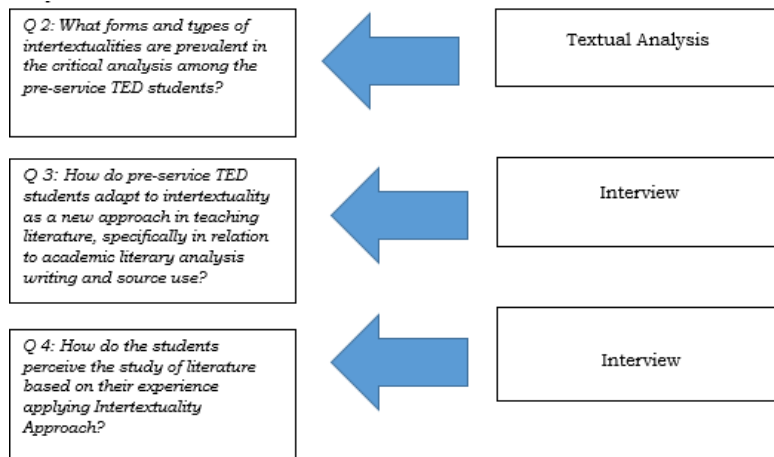 Q 2: What forms and types of
intertextualities are prevalent in
the critical analysis among the
pre-service TED students?
Textual Analysis
Q 3: How do pre-service TED
students adapt to intertextuality
as a new approach in teaching
literature, specifically in relation
to academic literary analysis
writing and source use?
Interview
Q 4: How do the students
perceive the study of literature
based on their experience
applying Intertextuality
Approach?
Interview